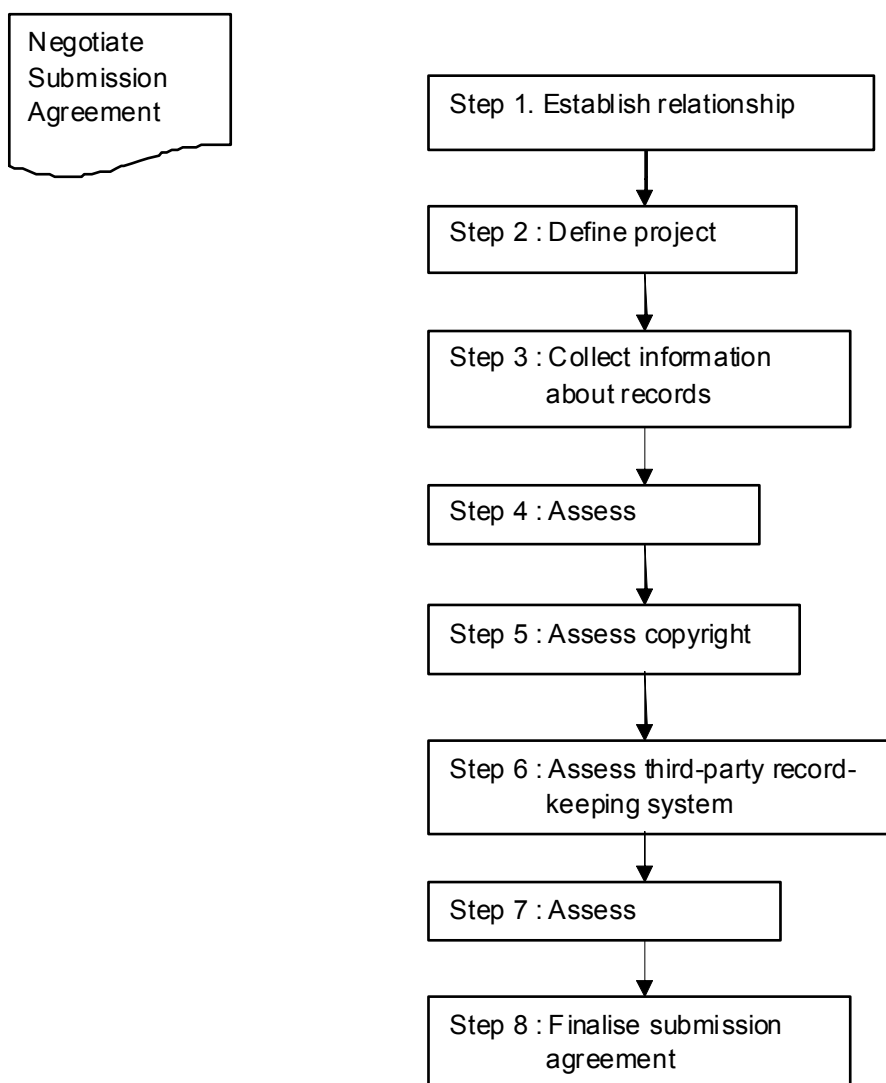 Negotiate
Submission
Agreement
Step 1. Establish relationship
Step 2 : Define project
Step 3 : Collect information
about records
Step 4 : Assess
Step 5 : Assess copyright
Step 6 : Assess third-party record-
keeping system
Step 7 : Assess
Step 8 : Finalise submission
agreement